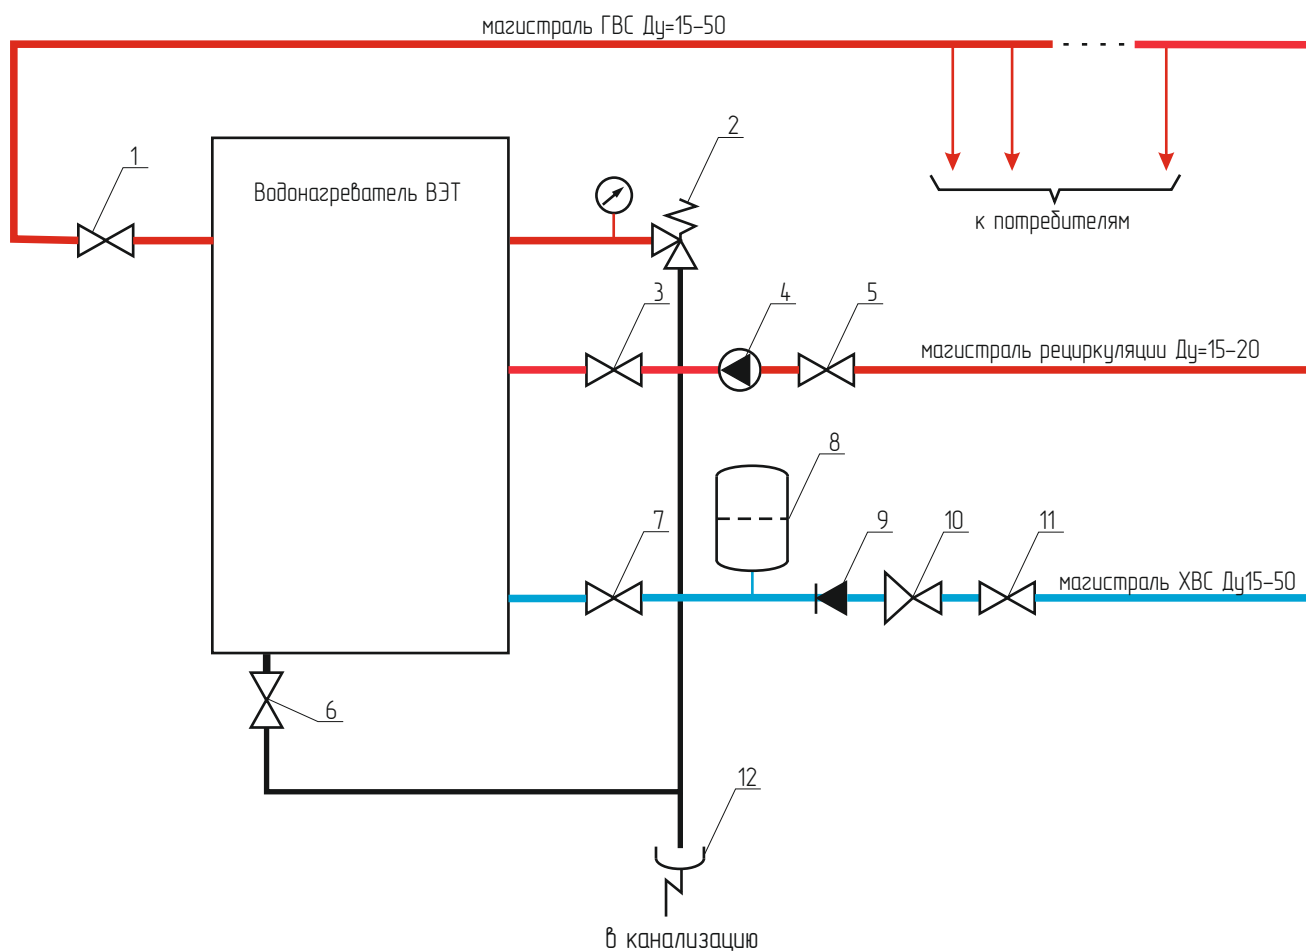 магистраль ГВС Ду=15-50
2
1
Водонагреватель ВЭТ
к потребителям
3
4
5
магистраль рециркуляции Ду=15-20
8
7
9
10
11
магистраль ХВС Ду15-50
6
12
в канализацию